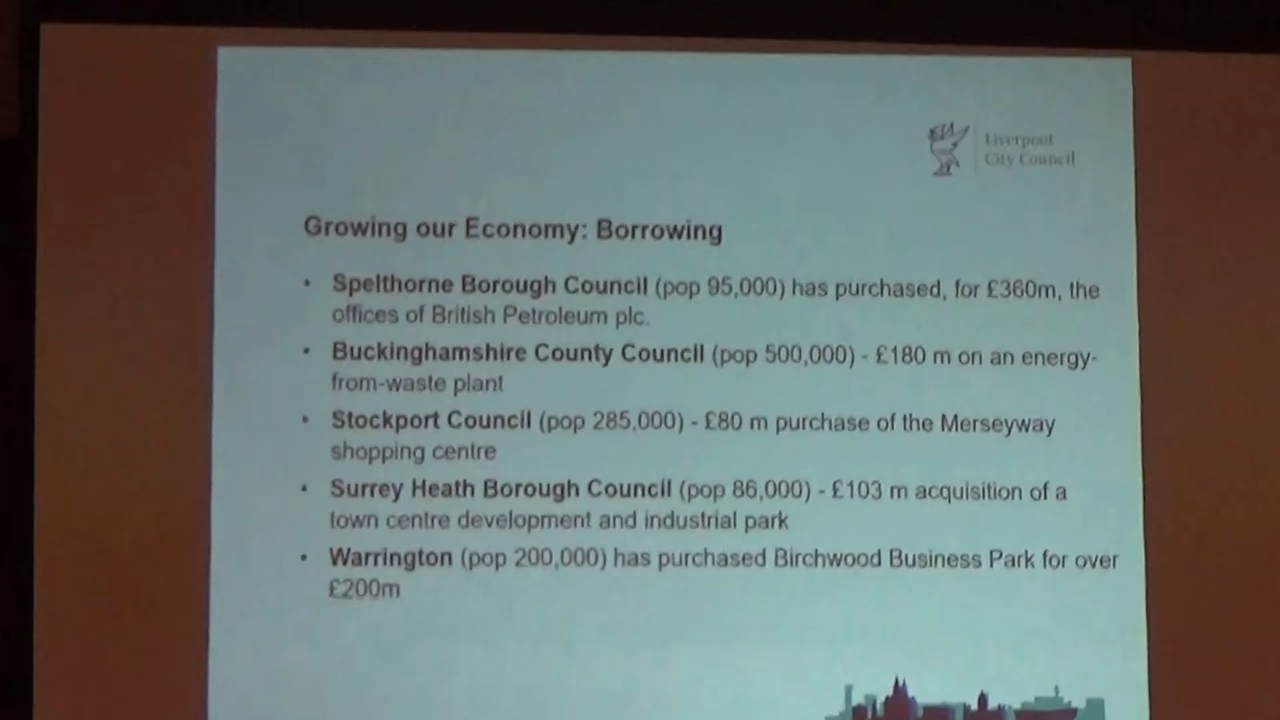 Liverpool
City Council
Growing our Economy: Borrowing
• Spelthorne Borough Council (pop 95,000) has purchased, for £360m, the
offices of British Petroleum plc.
• Buckinghamshire County Council (pop 500,000) - £180 m on an energy-
from-waste plant
• Stockport Council (pop 285,000) - £80 m purchase of the Merseyway
shopping centre
• Surrey Heath Borough Council (pop 86,000) - £103 m acquisition of a
town centre development and industrial park
• Warrington (pop 200,000) has purchased Birchwood Business Park for over
£200m